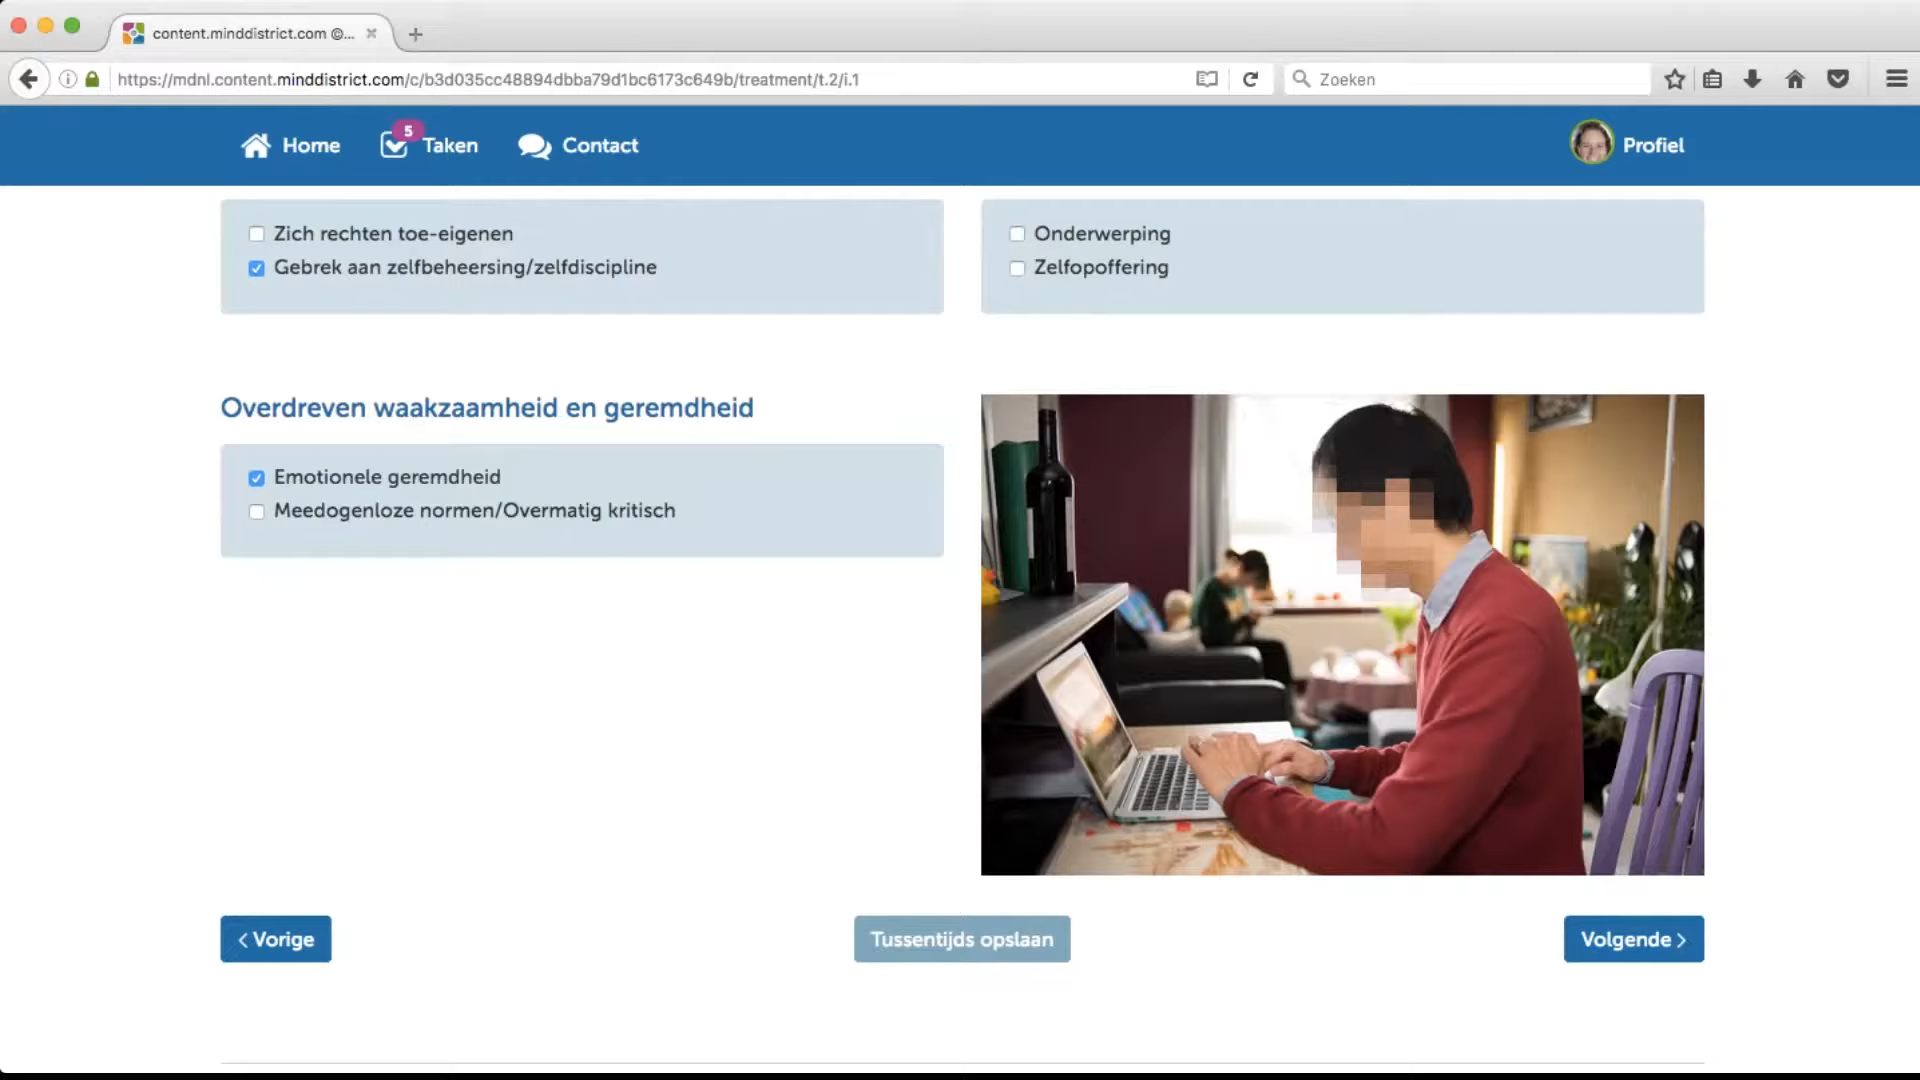 content.minddistrict.com ©...
https://mdnl.content.minddistrict.com/c/b3d035cc48894dbba79d1bc6173c649b/treatment/t.2/i.1
Zoeken
Home
5
Taken
Contact
Profiel
Zich rechten toe-eigenen
Gebrek aan zelfbeheersing/zelfdiscipline
Onderwerping
Zelfopoffering
Overdreven waakzaamheid en geremdheid
Emotionele geremdheid
Meedogenloze normen/Overmatig kritisch
Vorige
Tussentijds opslaan
Volgende